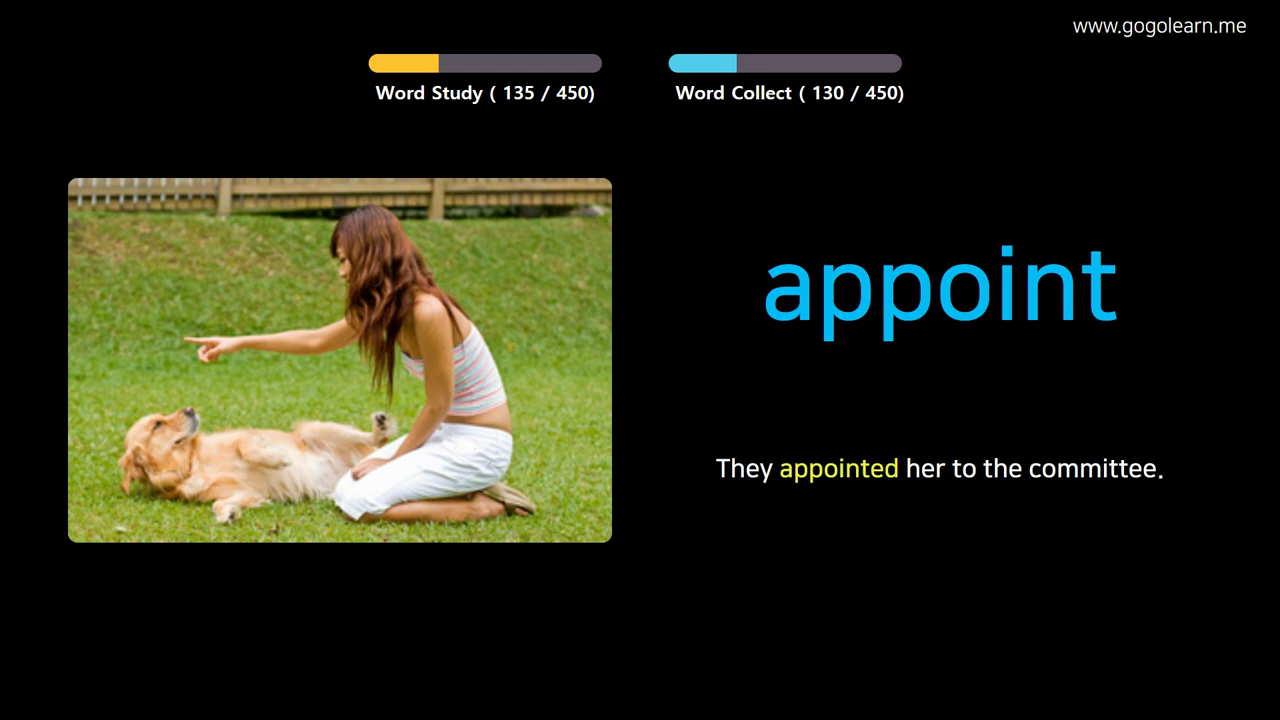 www.gogolearn.me
Word Study ( 135 / 450)
Word Collect ( 130 / 450)
appoint
They appointed her to the committee.